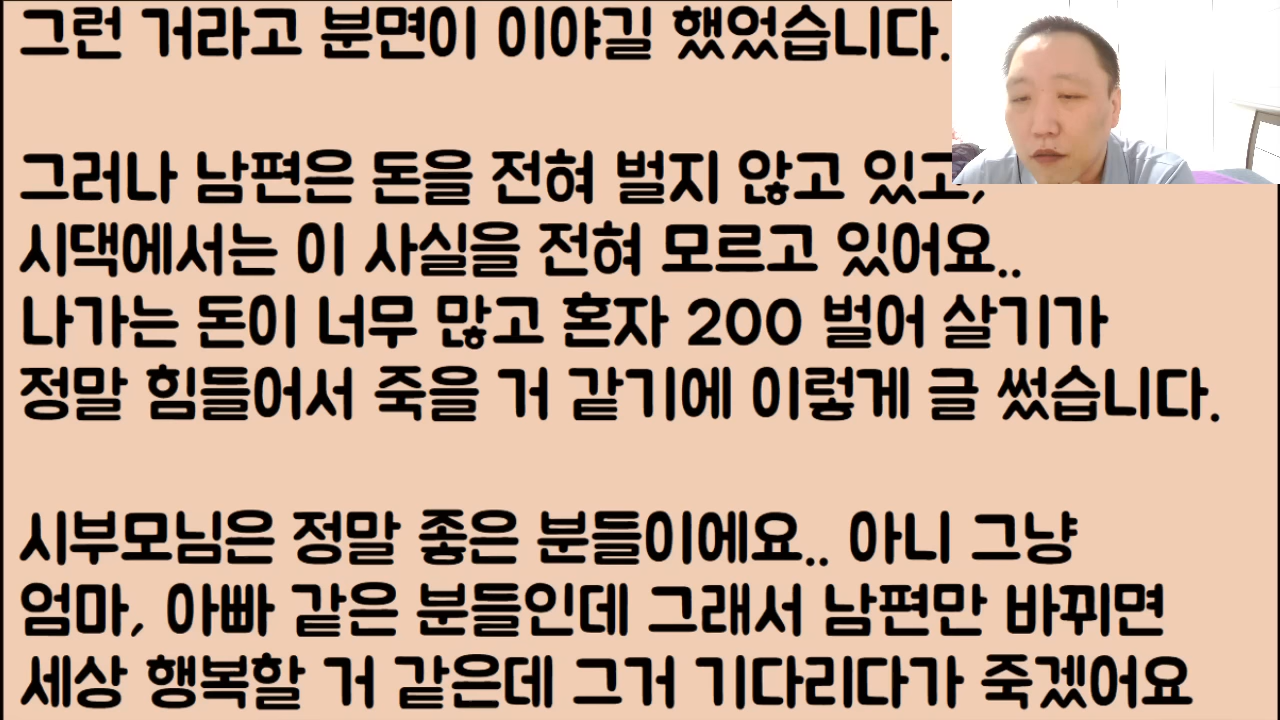 그런 거라고 분면이 이야길 했었습니다.
그러나 남편은 돈을 전혀 벌지 않고 있고,
시댁에서는 이 사실을 전혀 모르고 있어요..
나가는 돈이 너무 많고 혼자 200 벌어 살기가
정말 힘들어서 죽을 거 같기에 이렇게 글 썼습니다.
시부모님은 정말 좋은 분들이에요.. 아니 그냥
엄마, 아빠 같은 분들인데 그래서 남편만 바뀌면
세상 행복할 거 같은데 그거 기다리다가 죽겠어요